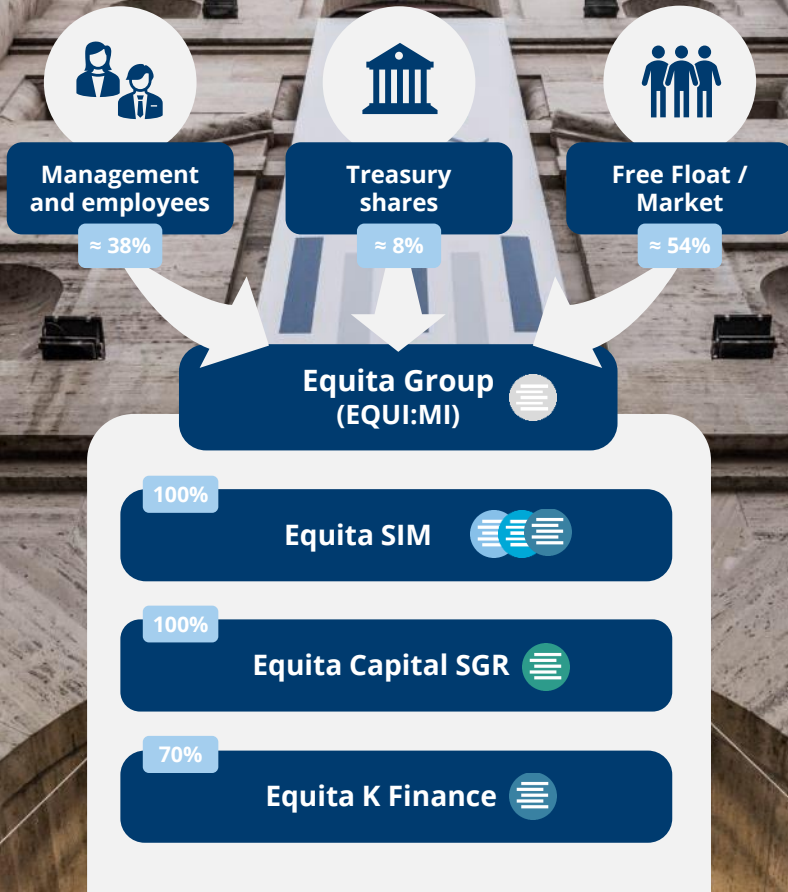 Management
and employees
≈ 38%
Treasury
shares
≈ 8%
Free Float /
Market
≈ 54%
Equita Group
(EQUI:MI)
100%
Equita SIM
100%
Equita Capital SGR
70%
Equita K Finance